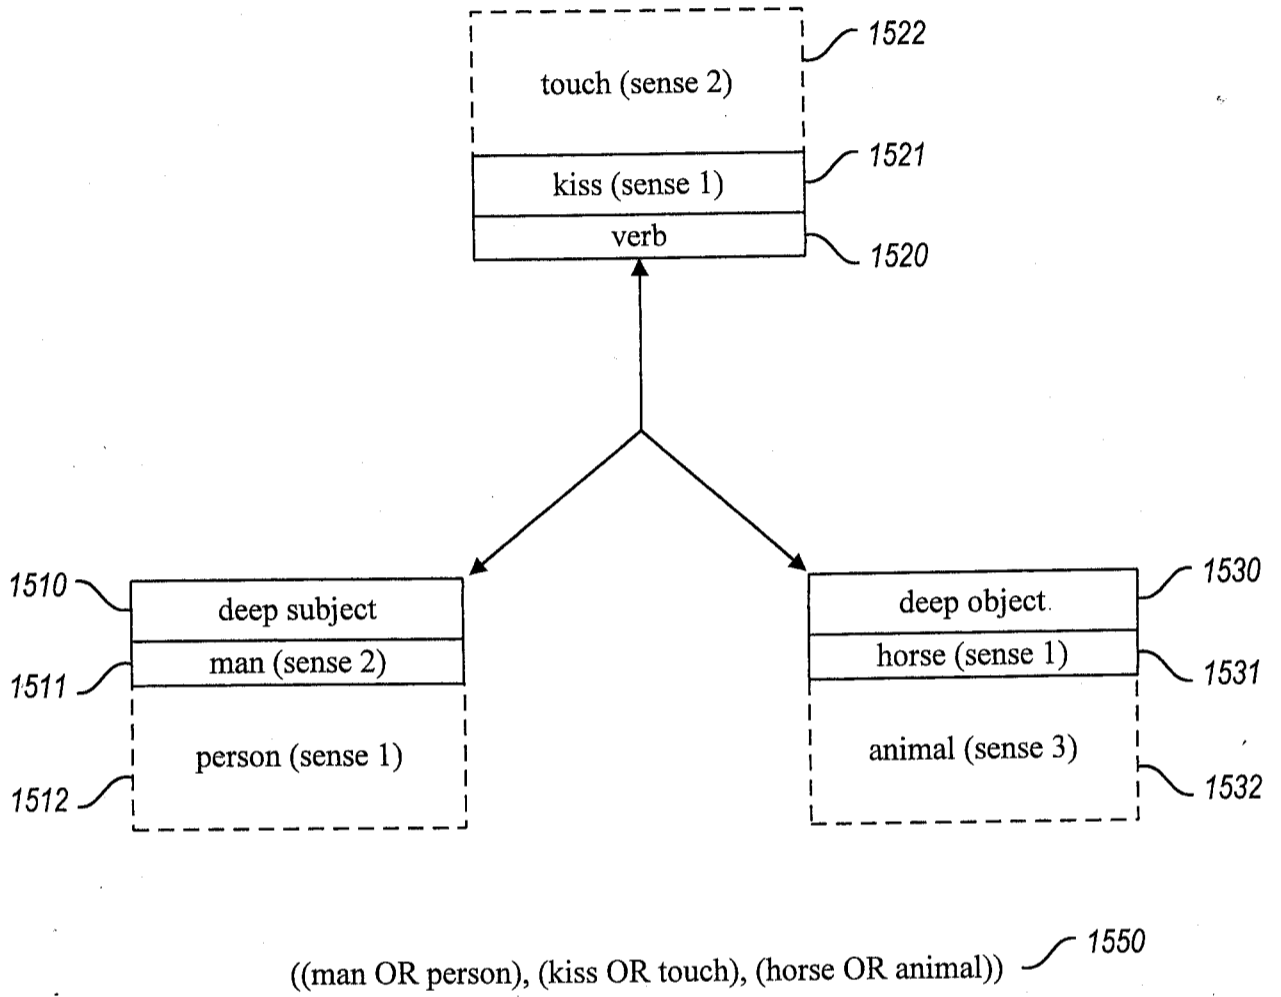 1522
touch (sense 2)
1521
kiss (sense 1)
verb
1520
1510
deep subject
man (sense 2)
1511
person (sense 1)
1512
1530
deep object
horse (sense 1)
1531
animal (sense 3)
1532
1550
((man OR person), (kiss OR touch), (horse OR animal))